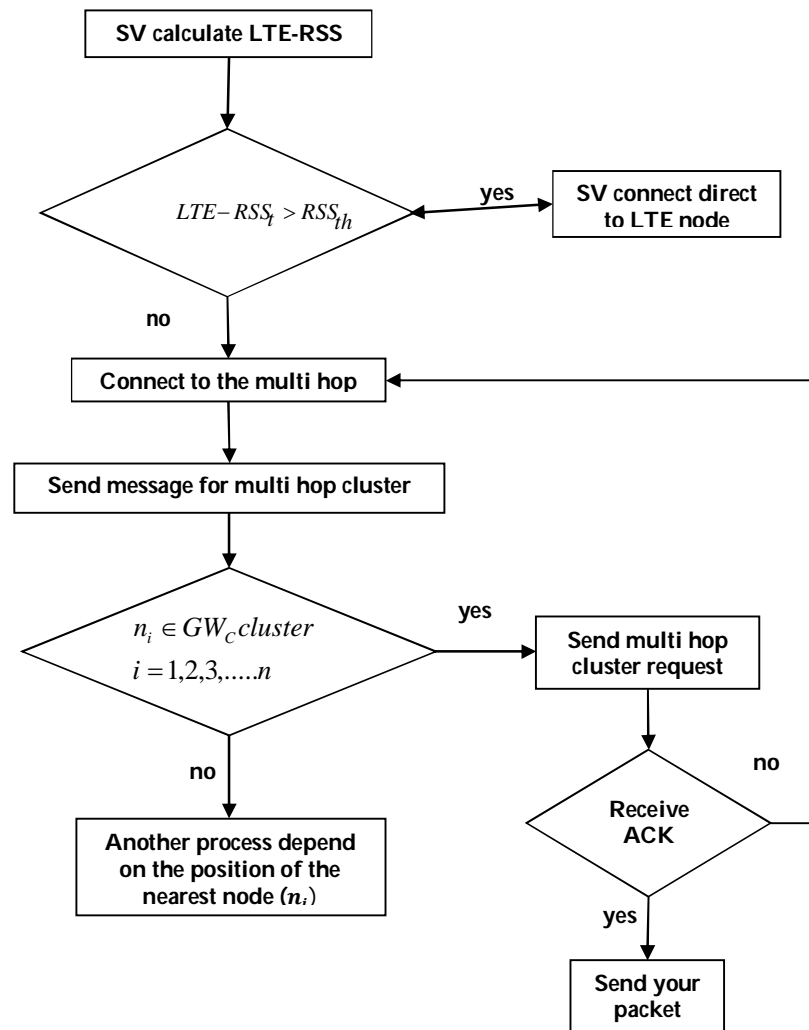 SV calculate LTE-RSS
LTE-RSSt > RSSth
yes
SV connect direct
to LTE node
no
Connect to the multi hop
Send message for multi hop cluster
ni ∈ GWC cluster
i = 1,2,3,.....n
yes
Send multi hop
cluster request
no
Another process depend
on the position of the
nearest node (ni)
no
Receive
ACK
yes
Send your
packet